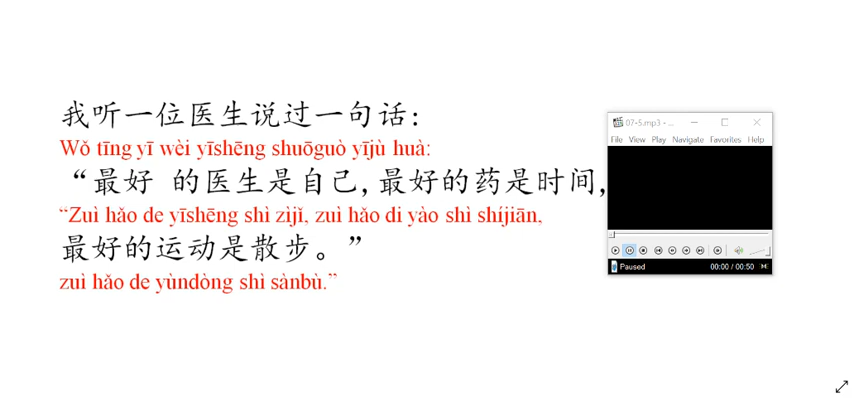 我听一位医生说过一句话：
Wǒ tīng yī wèi yīshēng shuōguò yījù huà:
“最好 的医生是自己，最好的药是时间，
“Zuì hǎo de yīshēng shì zìjǐ, zuì hǎo di yào shì shíjiān,
最好的运动是散步。”
zuì hǎo de yùndòng shì sànbù.”
07-5.mp3 - ...
File View Play Navigate Favorites Help
Paused 00:00 / 00:50